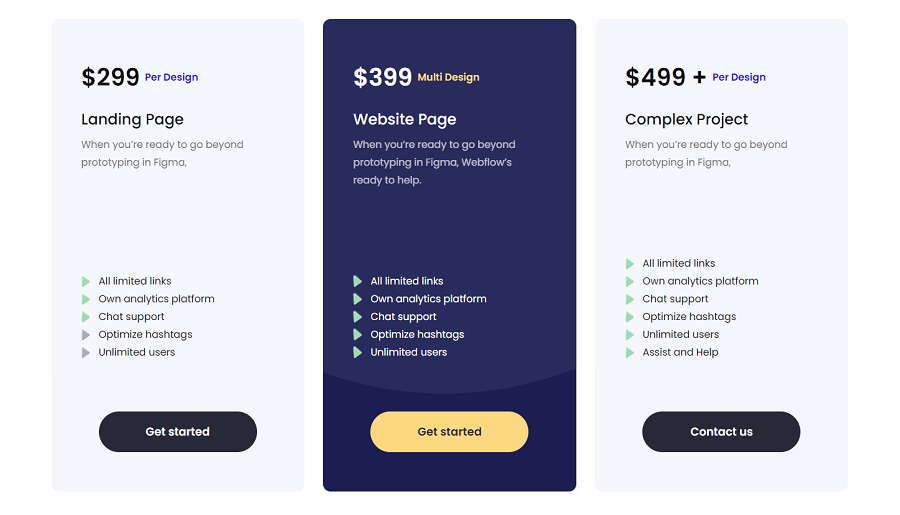 $299 Per Design
Landing Page
When you’re ready to go beyond
prototyping in Figma,
All limited links
Own analytics platform
Chat support
Optimize hashtags
Unlimited users
Get started
$399 Multi Design
Website Page
When you’re ready to go beyond
prototyping in Figma, Webflow’s
ready to help.
All limited links
Own analytics platform
Chat support
Optimize hashtags
Unlimited users
Get started
$499 + Per Design
Complex Project
When you’re ready to go beyond
prototyping in Figma,
All limited links
Own analytics platform
Chat support
Optimize hashtags
Unlimited users
Assist and Help
Contact us